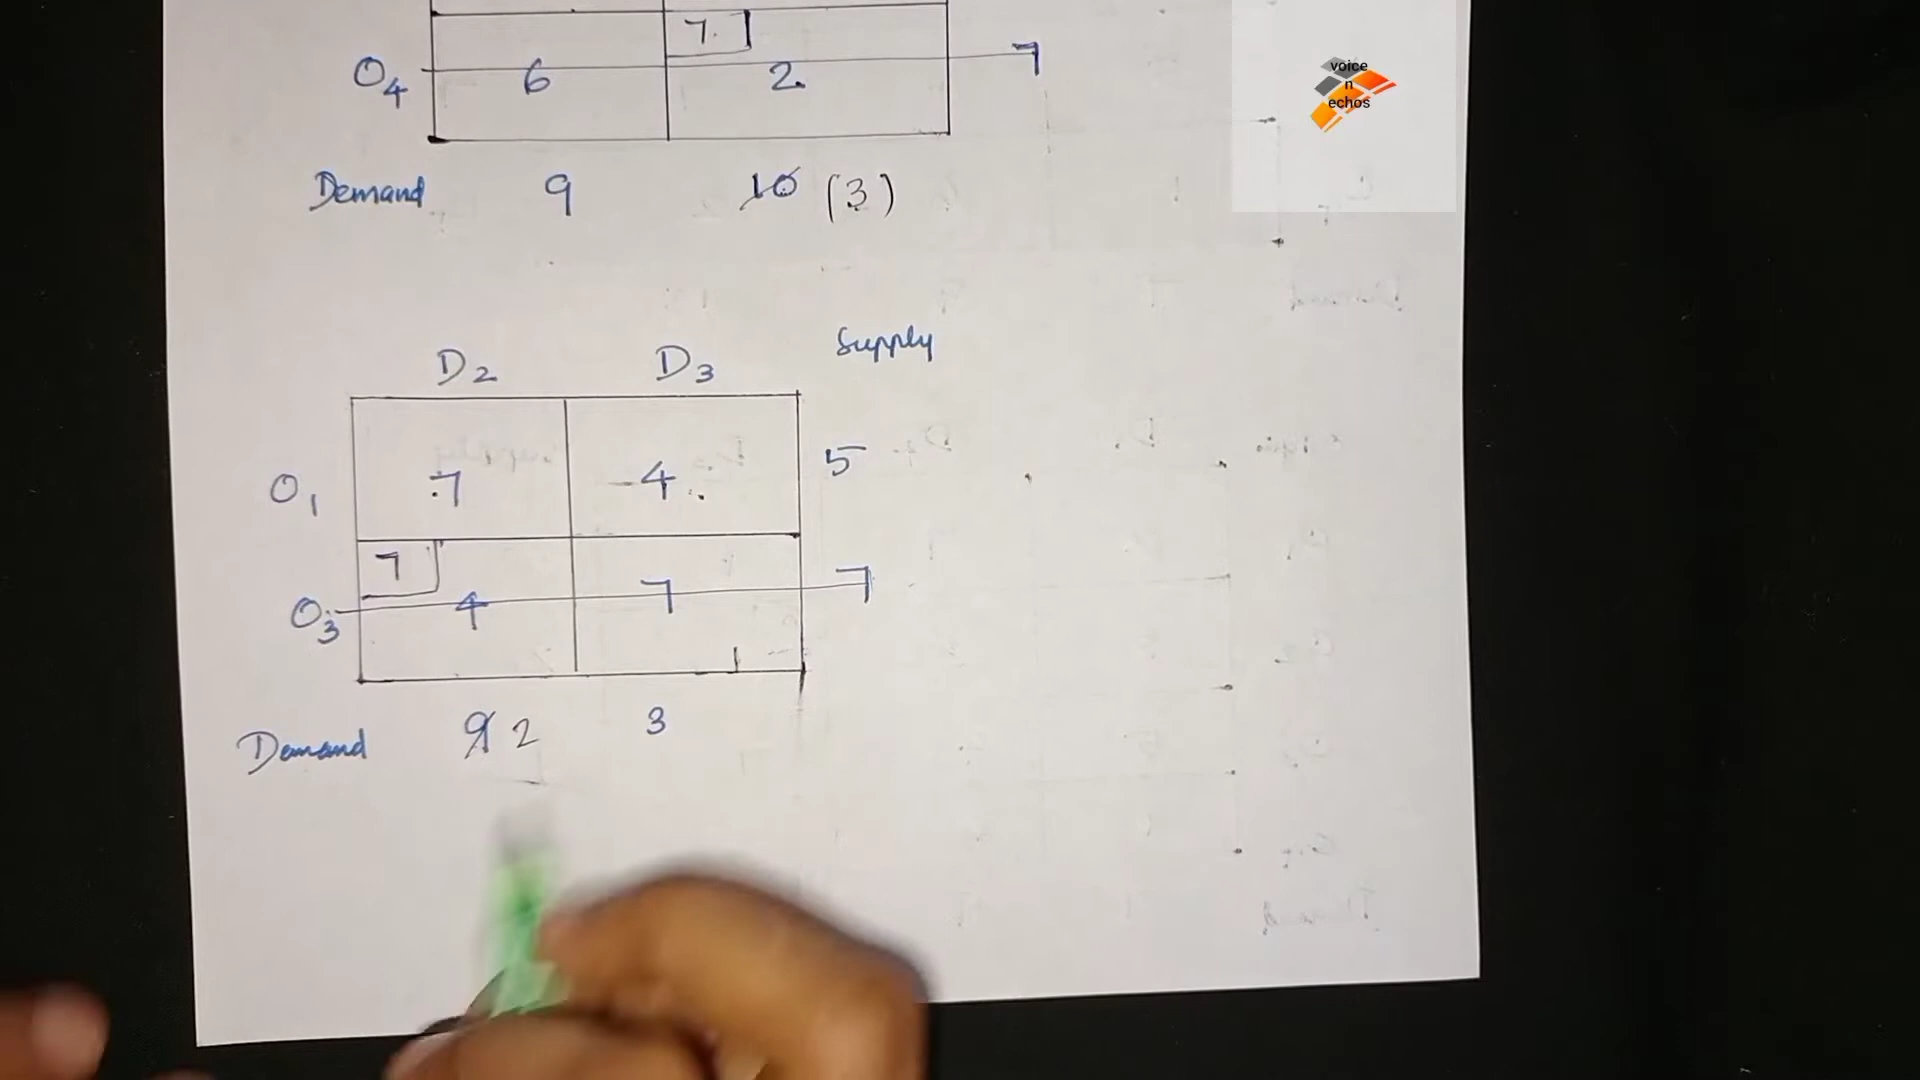 7.
O4 6 2 7
Demand 9 10 (3)
voice
n
echos
D2 D3 Supply
O1 7 4 5
7
O3 4 7 7
Demand 9 2 3